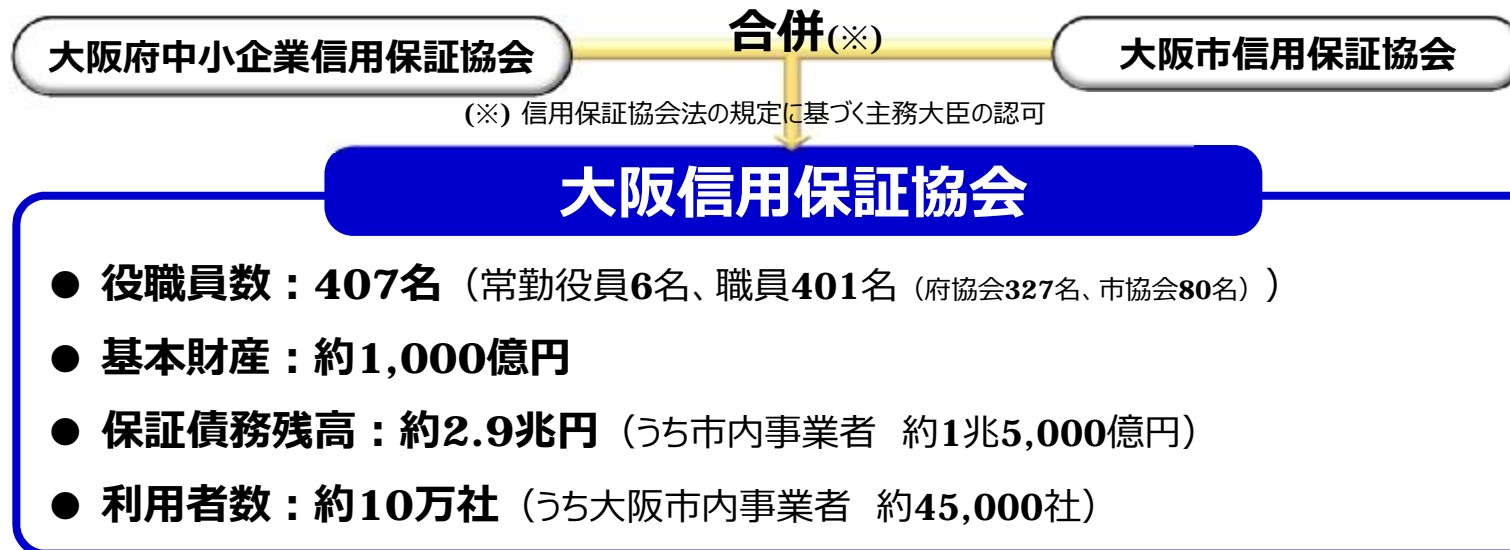 大阪府中小企業信用保証協会
合併(※)
大阪市信用保証協会
(※) 信用保証協会法の規定に基づく主務大臣の認可
大阪信用保証協会
● 役職員数：407名（常勤役員6名、職員401名（府協会327名、市協会80名））
● 基本財産：約1,000億円
● 保証債務残高：約2.9兆円（うち市内事業者 約1兆5,000億円）
● 利用者数：約10万社（うち大阪市内事業者 約45,000社）